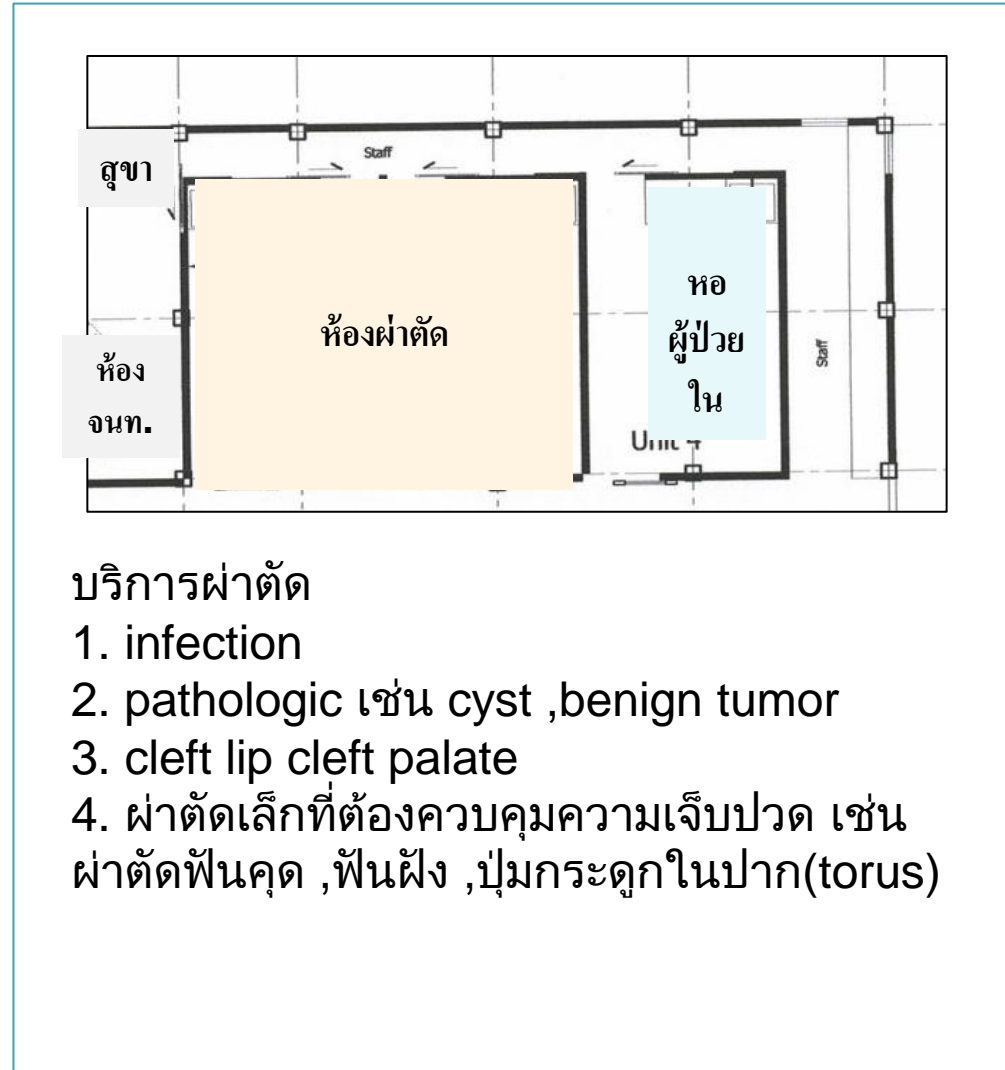 Staff
สุขา
ห้องผ่าตัด
หอ
ผู้ป่วย
ใน
ห้อง
จนท.
Staff
Unit 4
บริการผ่าตัด
1. infection
2. pathologic เช่น cyst ,benign tumor
3. cleft lip cleft palate
4. ผ่าตัดเล็กที่ต้องควบคุมความเจ็บปวด เช่น
ผ่าตัดฟันคุด ,ฟันฝัง ,ปุ่มกระดูกในปาก(torus)